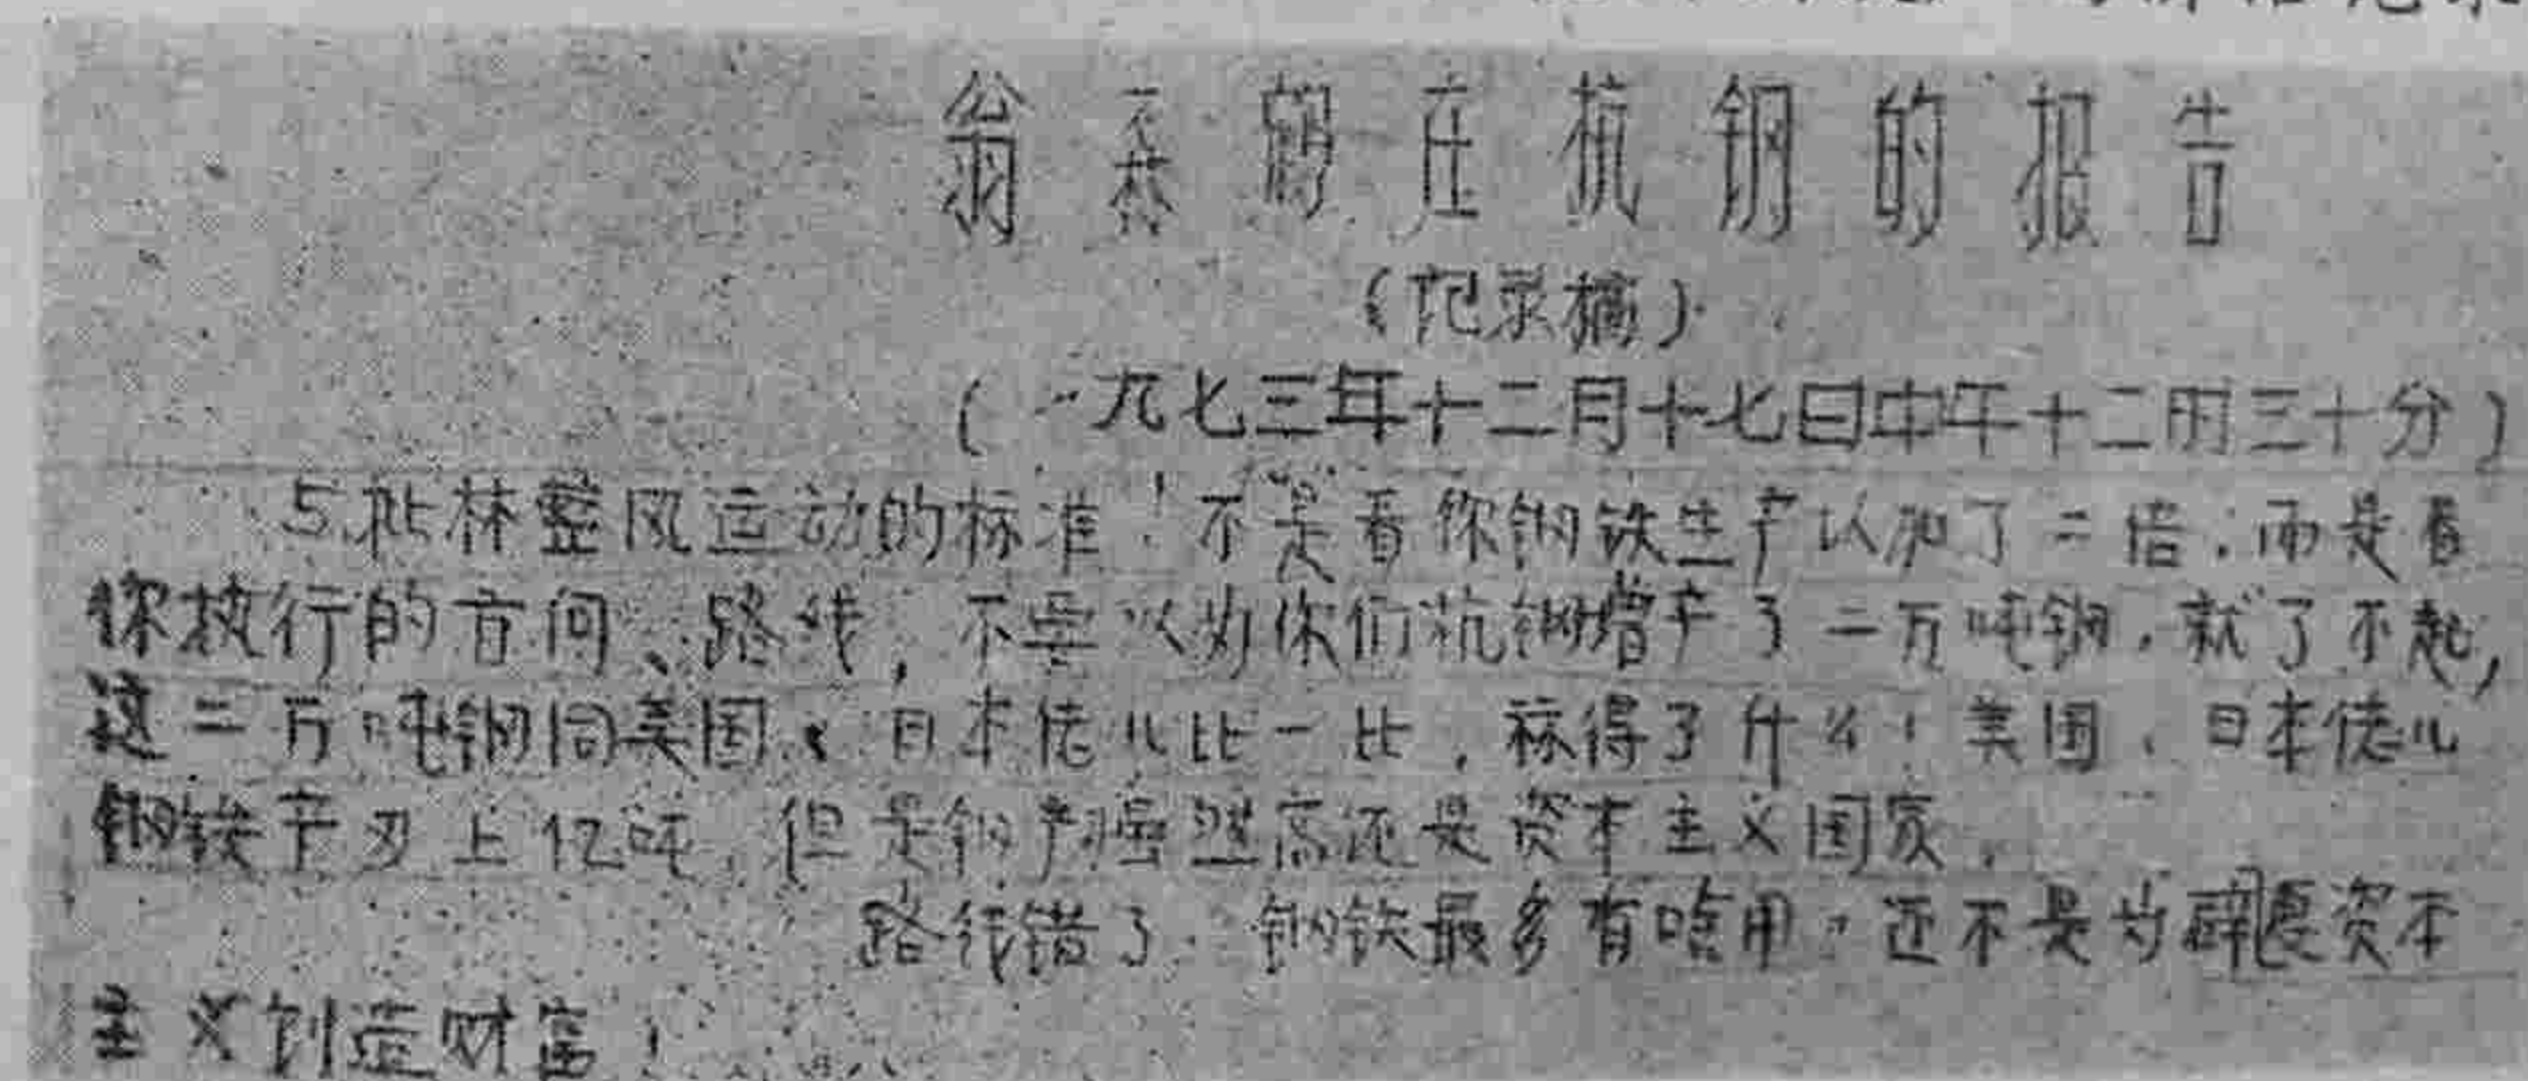 翁森鹤在杭钢的报告
(记录摘)
(一九七三年十二月十七日中午十二时三十分)
5.批林整风运动的标准!不是看你钢铁生产以加了二倍,而是看
你执行的方向、路线,不要以为你们杭钢增产了二万吨钢,就了不起,
这二万吨钢同美国、日本佬儿比一比,称得了什么!美国、日本佬儿
钢铁产 上亿吨,但是钢产虽然高还是资本主义国家.
路线错了.钢铁最多有啥用。还不是为 资本
主义创造财富!